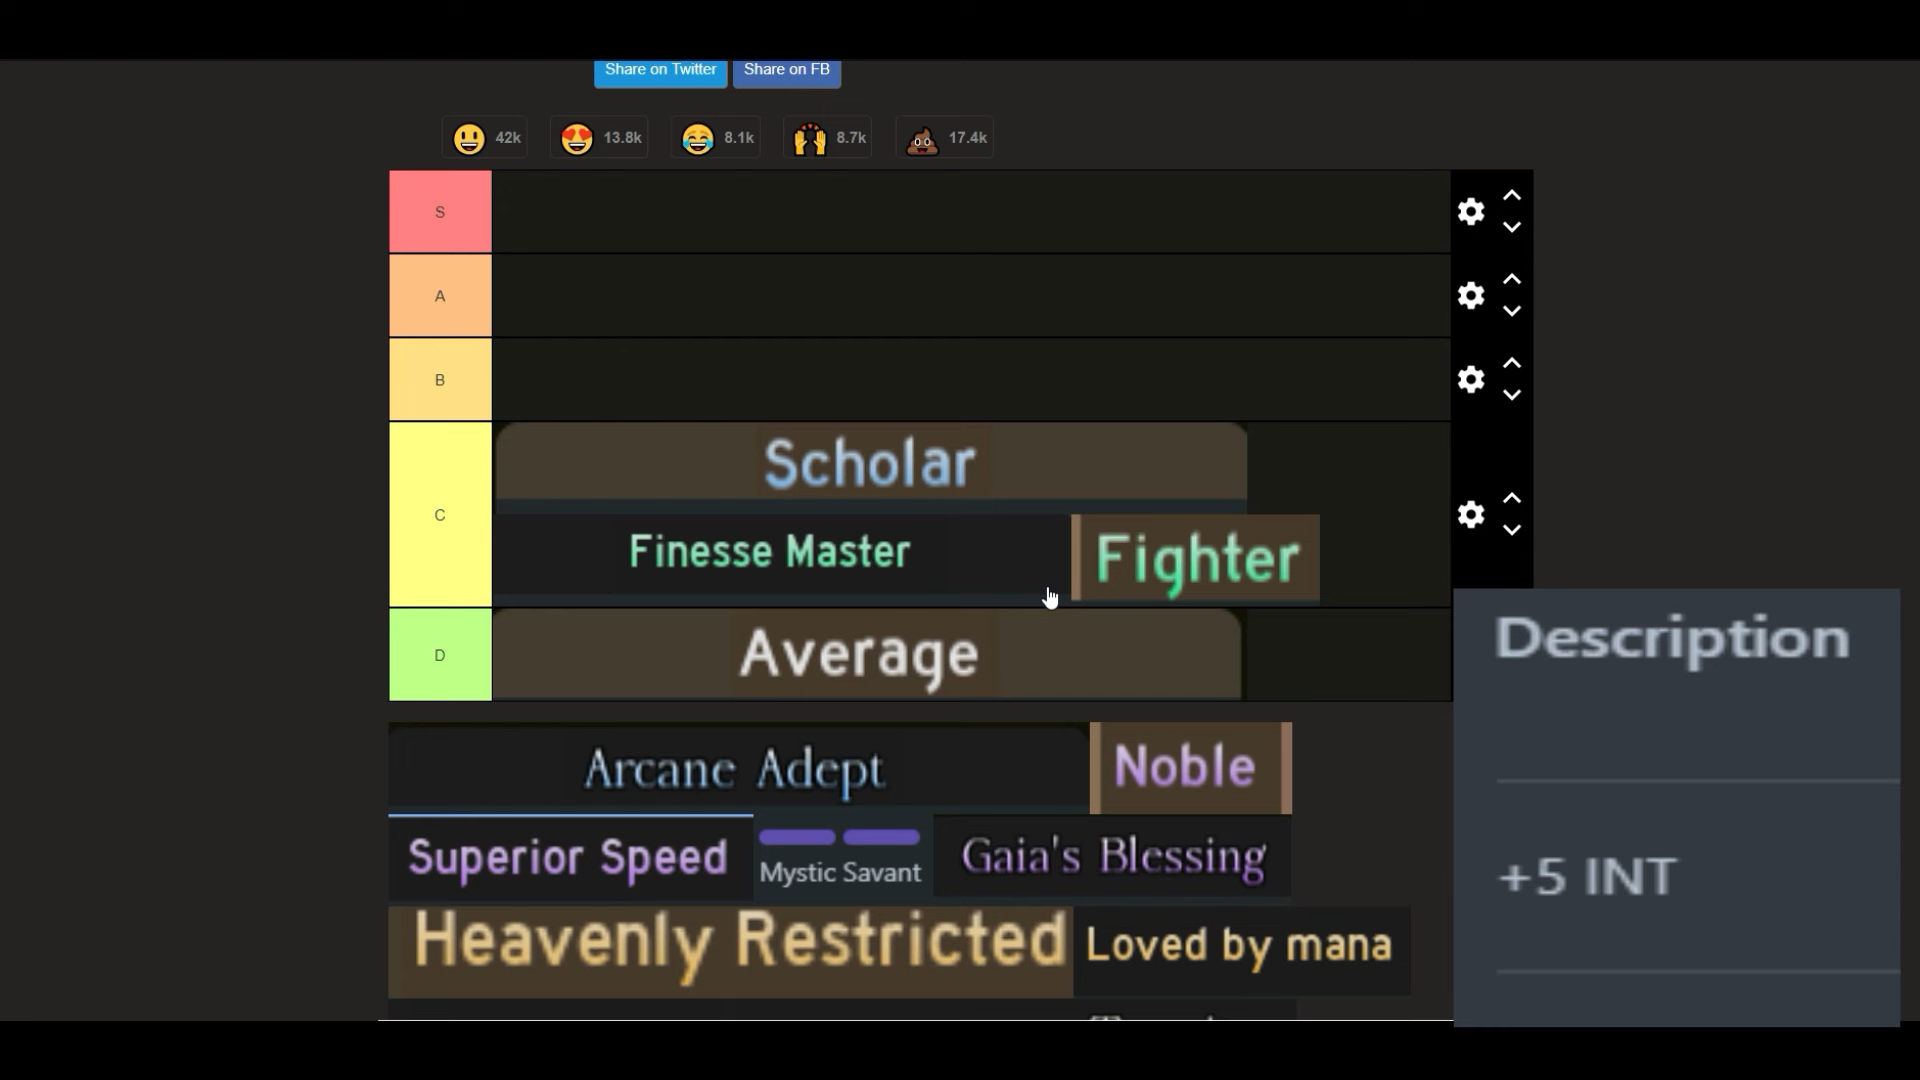 Share on Twitter Share on FB
42k 13.8k 8.1k 8.7k 17.4k
S
A
B
C
Scholar
Finesse Master Fighter
D
Average
Arcane Adept Noble
Superior Speed Mystic Savant Gaia's Blessing
Heavenly Restricted Loved by mana
Description
+5 INT